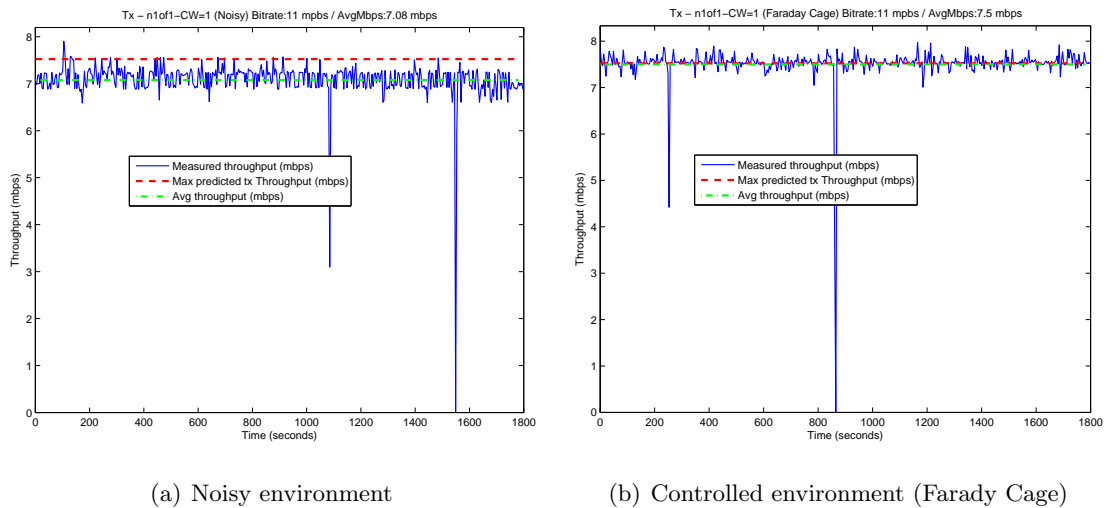 Tx − n1of1−CW=1 (Noisy) Bitrate:11 mpbs / AvgMbps:7.08 mbps
8
7
6
5
4
3
2
1
0
Throughput (mbps)
Measured throughput (mbps)
Max predicted tx Throughput (mbps)
Avg throughput (mbps)
0 200 400 600 800 1000 1200 1400 1600 1800
Time (seconds)
(a) Noisy environment
Tx − n1of1−CW=1 (Faraday Cage) Bitrate:11 mpbs / AvgMbps:7.5 mbps
8
7
6
5
4
3
2
1
0
Throughput (mbps)
Measured throughput (mbps)
Max predicted tx Throughput (mbps)
Avg throughput (mbps)
0 200 400 600 800 1000 1200 1400 1600 1800
Time (seconds)
(b) Controlled environment (Farady Cage)